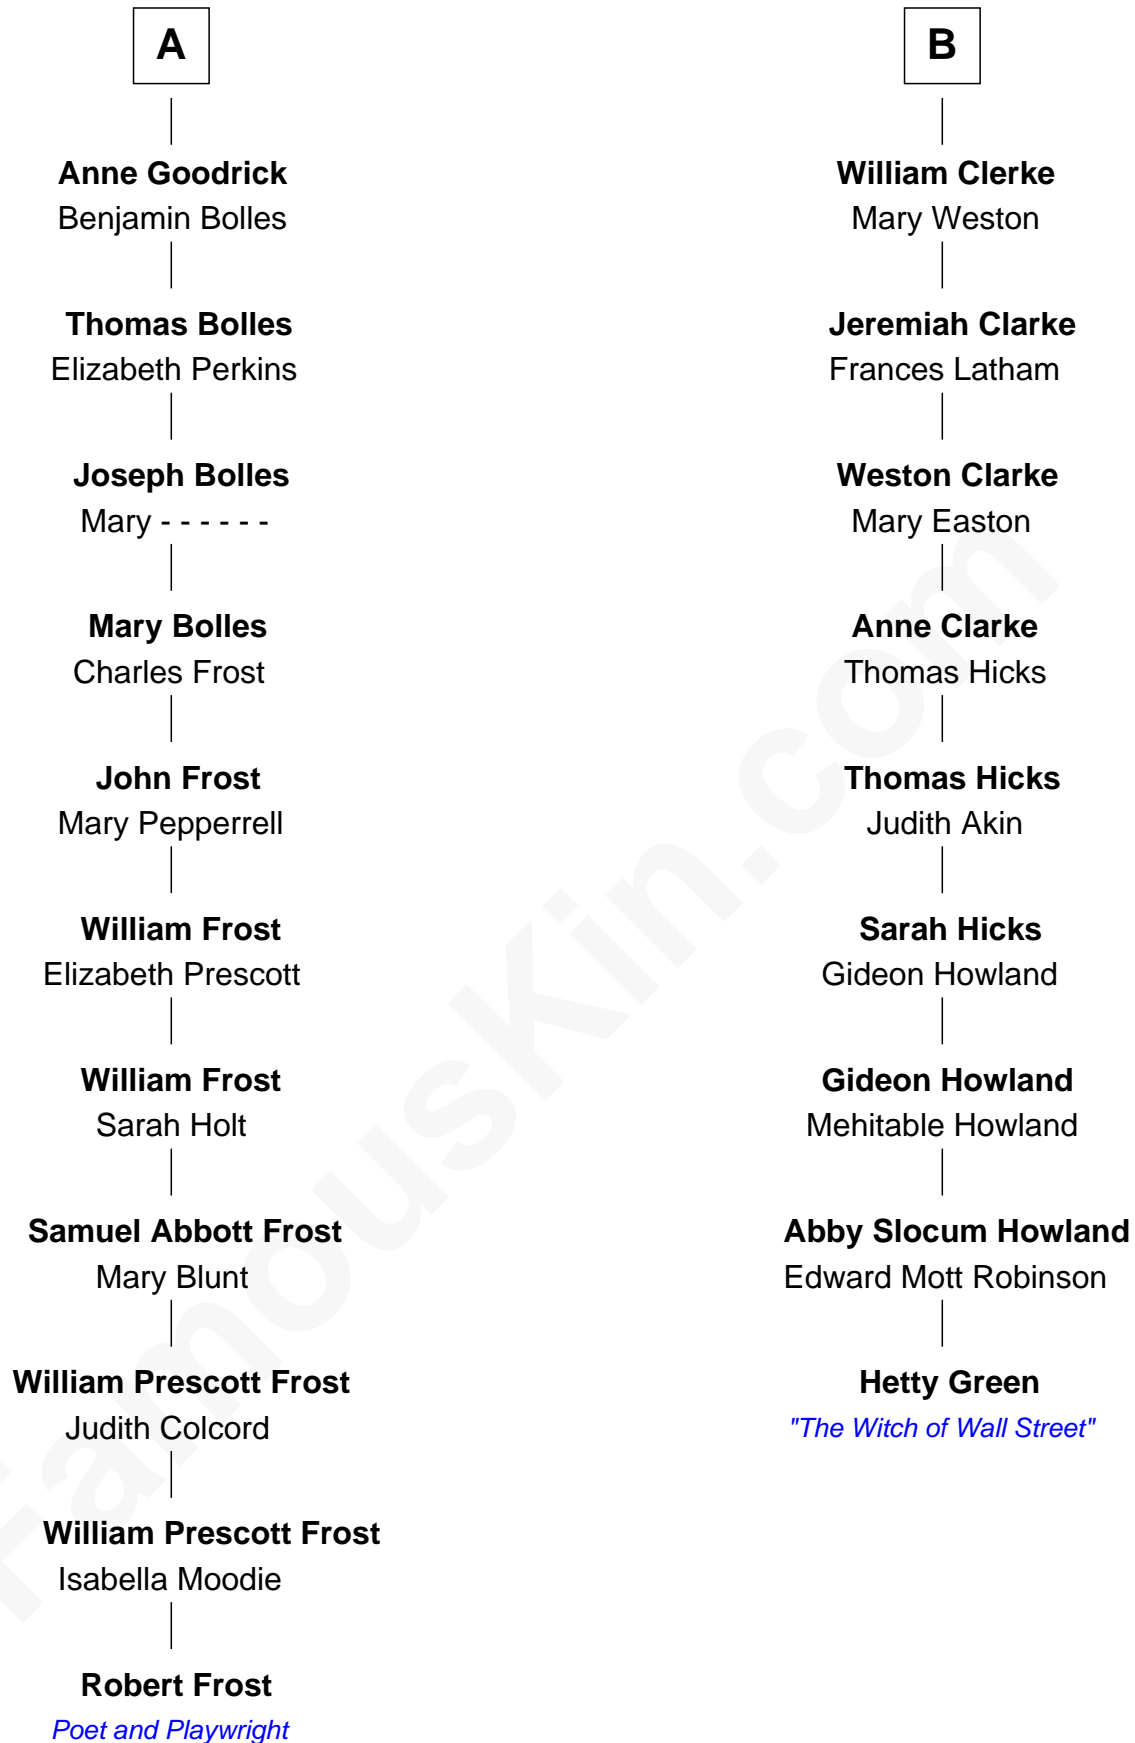 A
Anne Goodrick
Benjamin Bolles
Thomas Bolles
Elizabeth Perkins
Joseph Bolles
Mary - - - - - -
Mary Bolles
Charles Frost
John Frost
Mary Pepperrell
William Frost
Elizabeth Prescott
William Frost
Sarah Holt
Samuel Abbott Frost
Mary Blunt
William Prescott Frost
Judith Colcord
William Prescott Frost
Isabella Moodie
Robert Frost
Poet and Playwright
B
William Clerke
Mary Weston
Jeremiah Clarke
Frances Latham
Weston Clarke
Mary Easton
Anne Clarke
Thomas Hicks
Thomas Hicks
Judith Akin
Sarah Hicks
Gideon Howland
Gideon Howland
Mehitable Howland
Abby Slocum Howland
Edward Mott Robinson
Hetty Green
"The Witch of Wall Street"
FamousKin.com